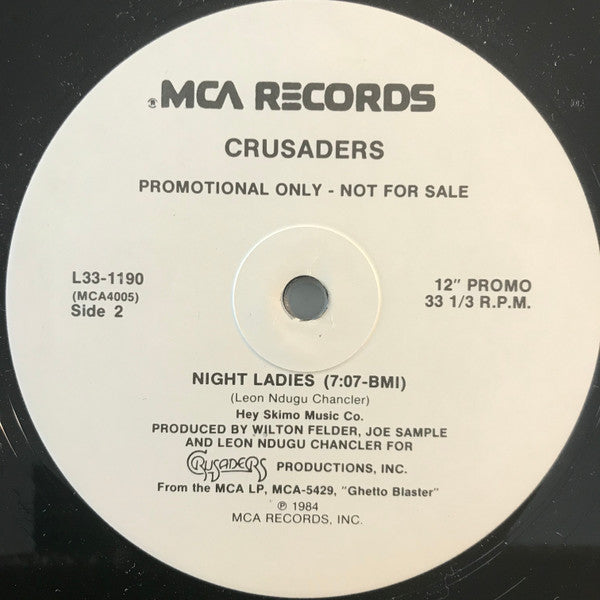 ® MCA RECORDS
CRUSADERS
PROMOTIONAL ONLY - NOT FOR SALE
L33-1190
(MCA4005)
Side 2
12" PROMO
33 1/3 R.P.M.
NIGHT LADIES (7:07-BMI)
(Leon Ndugu Chancler)
Hey Skimo Music Co.
PRODUCED BY WILTON FELDER, JOE SAMPLE
AND LEON NDUGU CHANCLER FOR
CRUSADERS PRODUCTIONS, INC.
From the MCA LP, MCA-5429, "Ghetto Blaster"
℗ 1984
MCA RECORDS, INC.